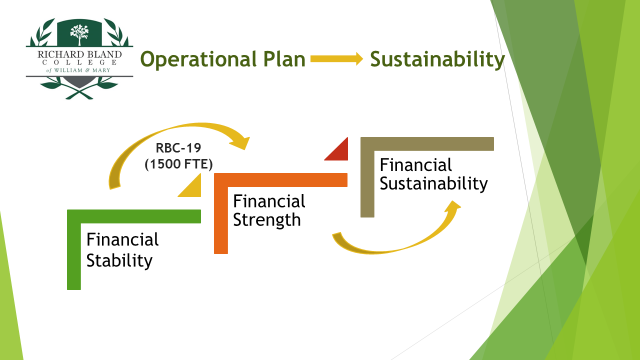 RICHARD BLAND
COLLEGE
of WILLIAM & MARY
Operational Plan Sustainability
RBC-19
(1500 FTE)
Financial
Stability
Financial
Strength
Financial
Sustainability